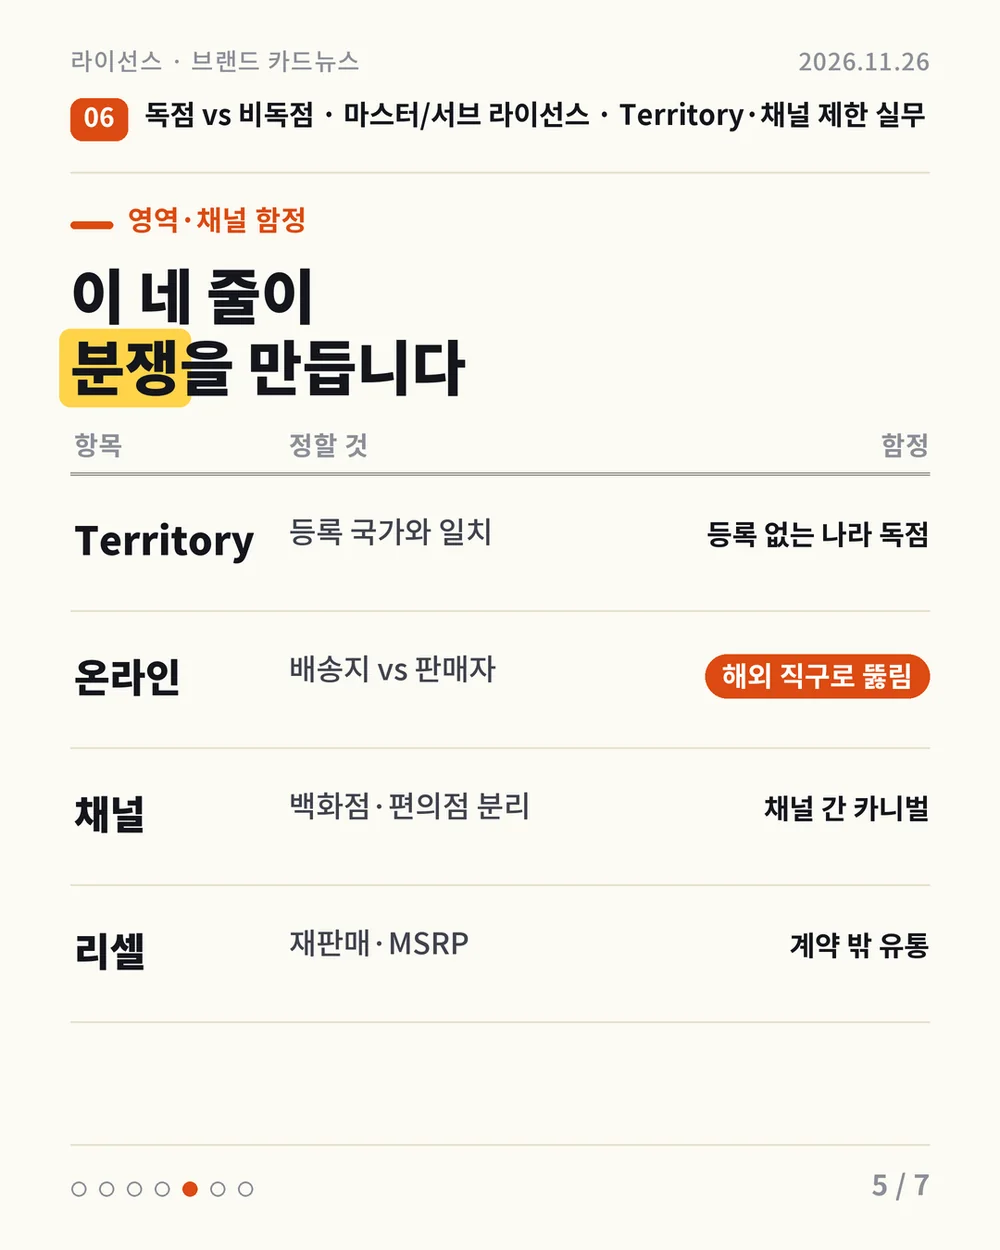 라이선스 · 브랜드 카드뉴스 2026.11.26
06 독점 vs 비독점 · 마스터/서브 라이선스 · Territory·채널 제한 실무
영역·채널 함정
이 네 줄이
분쟁을 만듭니다
항목 정할 것 함정
Territory 등록 국가와 일치 등록 없는 나라 독점
온라인 배송지 vs 판매자 해외 직구로 뚫림
채널 백화점·편의점 분리 채널 간 카니벌
리셀 재판매·MSRP 계약 밖 유통
5 / 7